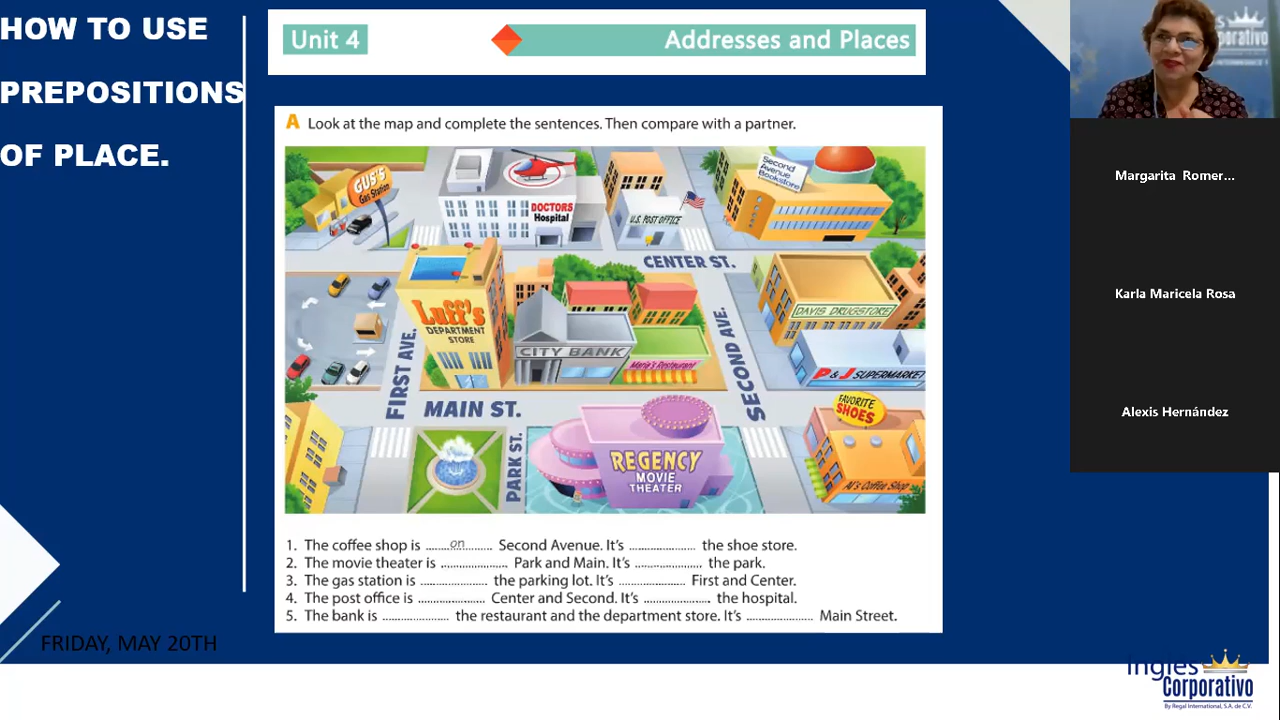 HOW TO USE
PREPOSITIONS
OF PLACE.
Unit 4
Addresses and Places
A Look at the map and complete the sentences. Then compare with a partner.
GUS'S
Gas Station
DOCTORS
Hospital
U.S. POST OFFICE
Second
Avenue
Bookstore
CENTER ST.
Luff's
DEPARTMENT
STORE
CITY BANK
Maria's Restaurant
DAVIS DRUGSTORE
P & J SUPERMARKET
FIRST AVE.
SECOND AVE.
MAIN ST.
PARK ST.
REGENCY
MOVIE
THEATER
FAVORITE
SHOES
Al's Coffee Shop
1. The coffee shop is ........on........ Second Avenue. It's .................... the shoe store.
2. The movie theater is .................... Park and Main. It's .................... the park.
3. The gas station is .................... the parking lot. It's .................... First and Center.
4. The post office is .................... Center and Second. It's .................... the hospital.
5. The bank is .................... the restaurant and the department store. It's .................... Main Street.
FRIDAY, MAY 20TH
Margarita Romer...
Karla Maricela Rosa
Alexis Hernández
Inglés
Corporativo
By Regal International, S.A. de C.V.